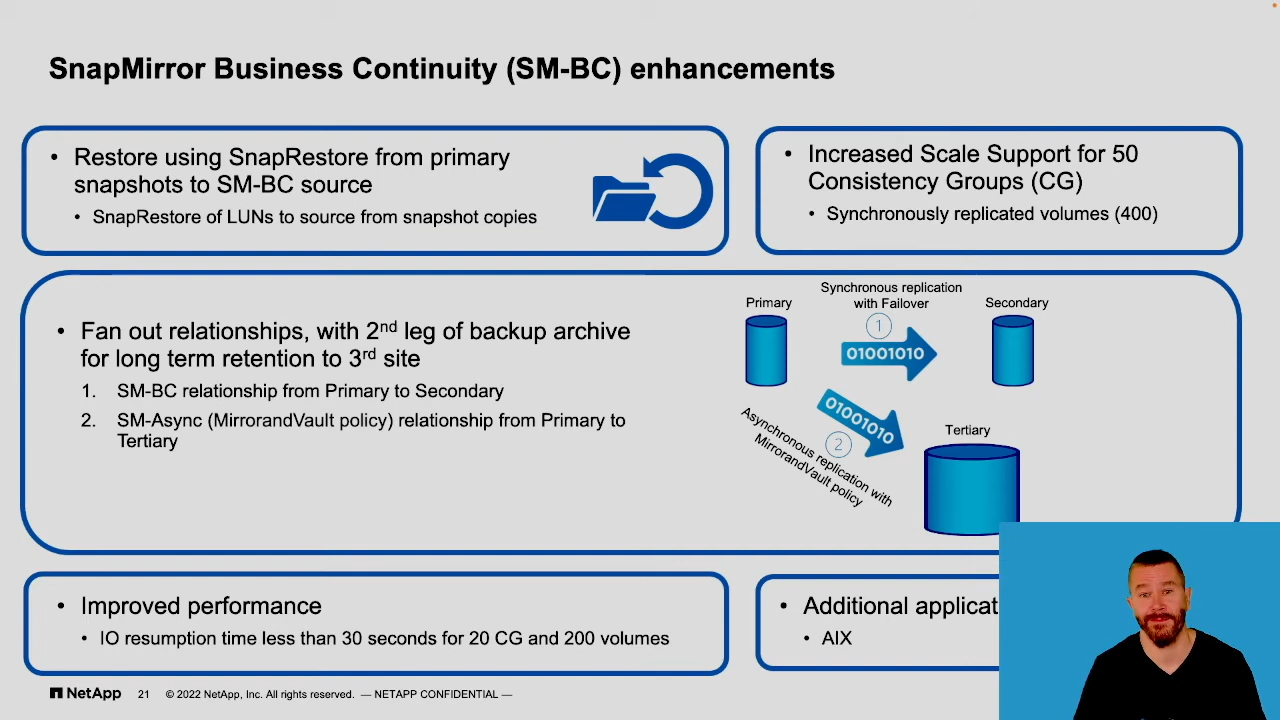 SnapMirror Business Continuity (SM-BC) enhancements
• Restore using SnapRestore from primary
snapshots to SM-BC source
• SnapRestore of LUNs to source from snapshot copies
• Increased Scale Support for 50
Consistency Groups (CG)
• Synchronously replicated volumes (400)
• Fan out relationships, with 2nd leg of backup archive
for long term retention to 3rd site
1. SM-BC relationship from Primary to Secondary
2. SM-Async (MirrorandVault policy) relationship from Primary to
Tertiary
Synchronous replication
with Failover
Primary
Secondary
1
01001010
01001010
2
Asynchronous replication with
MirrorandVault policy
Tertiary
• Improved performance
• IO resumption time less than 30 seconds for 20 CG and 200 volumes
• Additional
• AIX
NetApp 21 © 2022 NetApp, Inc. All rights reserved. — NETAPP CONFIDENTIAL —